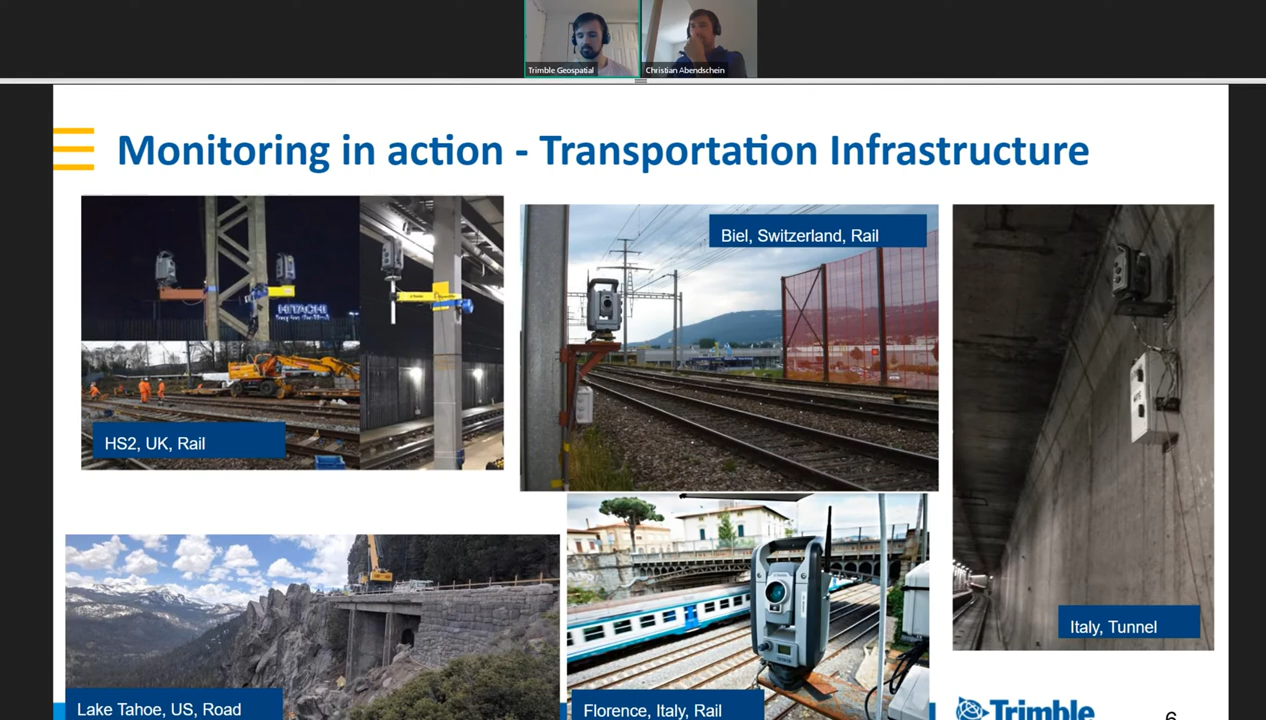 Trimble Geospatial
Christian Abendschein
Monitoring in action - Transportation Infrastructure
HITACHI
HS2, UK, Rail
Biel, Switzerland, Rail
Italy, Tunnel
Lake Tahoe, US, Road
Florence, Italy, Rail
Trimble
6